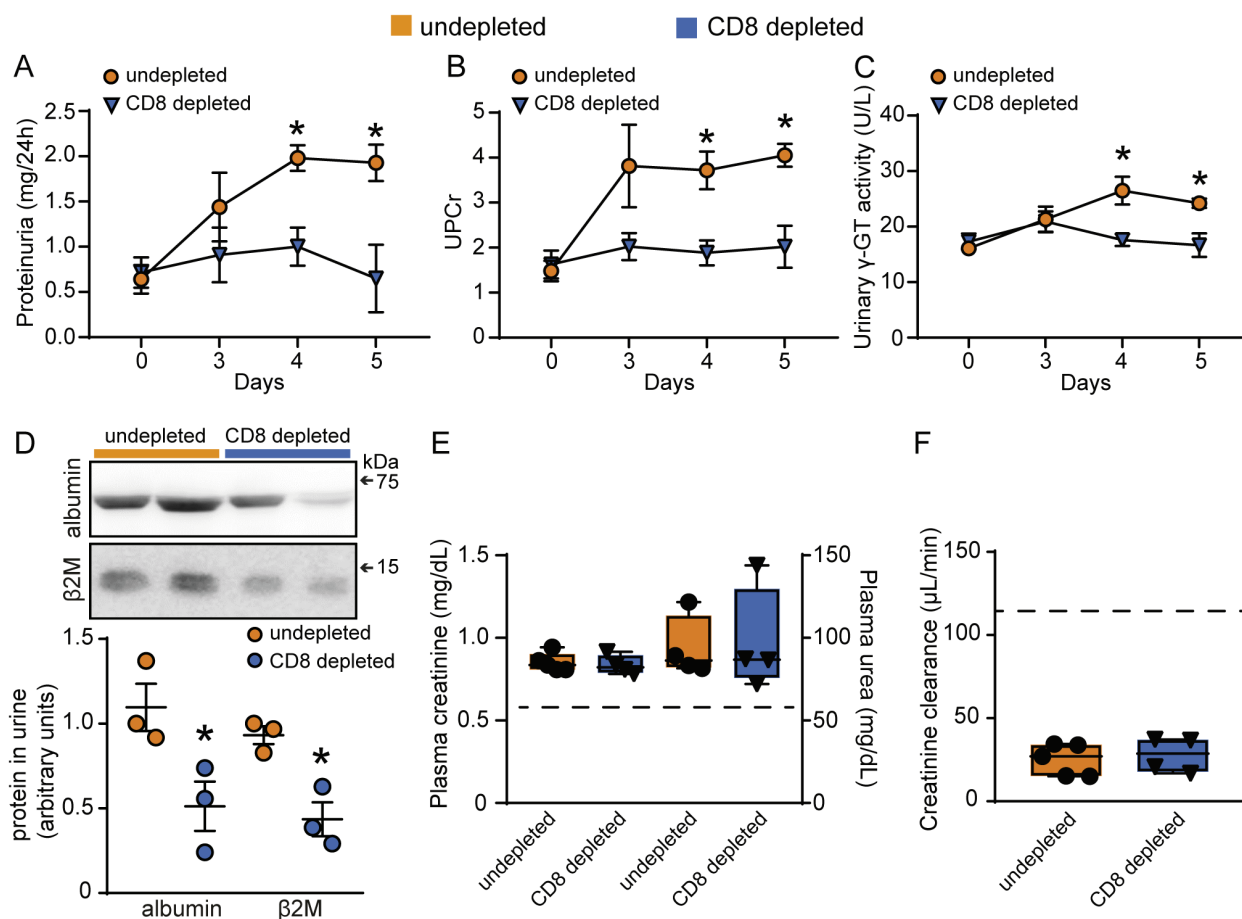 undepleted CD8 depleted
A
undepleted
CD8 depleted
Proteinuria (mg/24h)
2.5
2.0
1.5
1.0
0.5
0.0
* *
0 3 4 5
Days
B
undepleted
CD8 depleted
UPCr
5
4
3
2
1
0
* *
0 3 4 5
Days
C
undepleted
CD8 depleted
Urinary γ-GT activity (U/L)
40
30
20
10
0
* *
0 3 4 5
Days
D
undepleted CD8 depleted
kDa
albumin
←75
β2M
←15
undepleted
CD8 depleted
protein in urine
(arbitrary units)
1.5
1.0
0.5
0
* *
albumin β2M
E
Plasma creatinine (mg/dL)
1.5
1.0
0.5
0
Plasma urea (mg/dL)
150
100
50
0
undepleted
CD8 depleted
undepleted
CD8 depleted
F
Creatinine clearance (µL/min)
150
100
50
0
undepleted
CD8 depleted